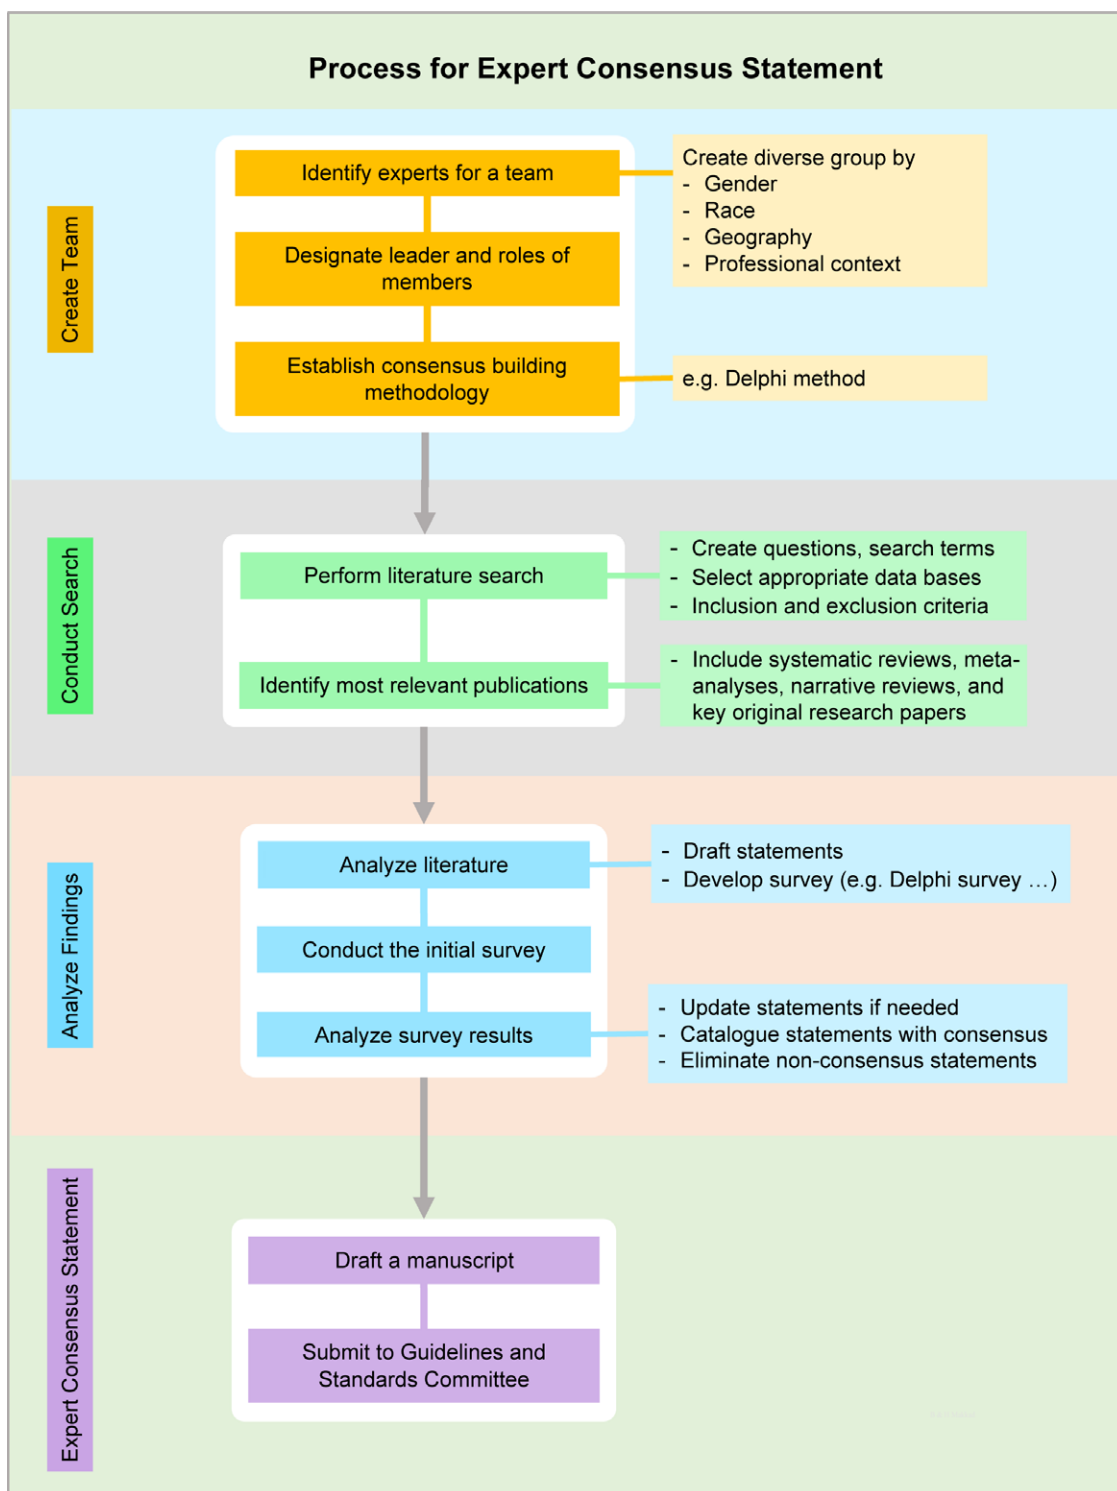 Process for Expert Consensus Statement
Create Team
Identify experts for a team
Create diverse group by
- Gender
- Race
- Geography
- Professional context
Designate leader and roles of
members
Establish consensus building
methodology
e.g. Delphi method
Conduct Search
Perform literature search
- Create questions, search terms
- Select appropriate data bases
- Inclusion and exclusion criteria
Identify most relevant publications
- Include systematic reviews, meta-
analyses, narrative reviews, and
key original research papers
Analyze Findings
Analyze literature
- Draft statements
- Develop survey (e.g. Delphi survey …)
Conduct the initial survey
Analyze survey results
- Update statements if needed
- Catalogue statements with consensus
- Eliminate non-consensus statements
Expert Consensus Statement
Draft a manuscript
Submit to Guidelines and
Standards Committee